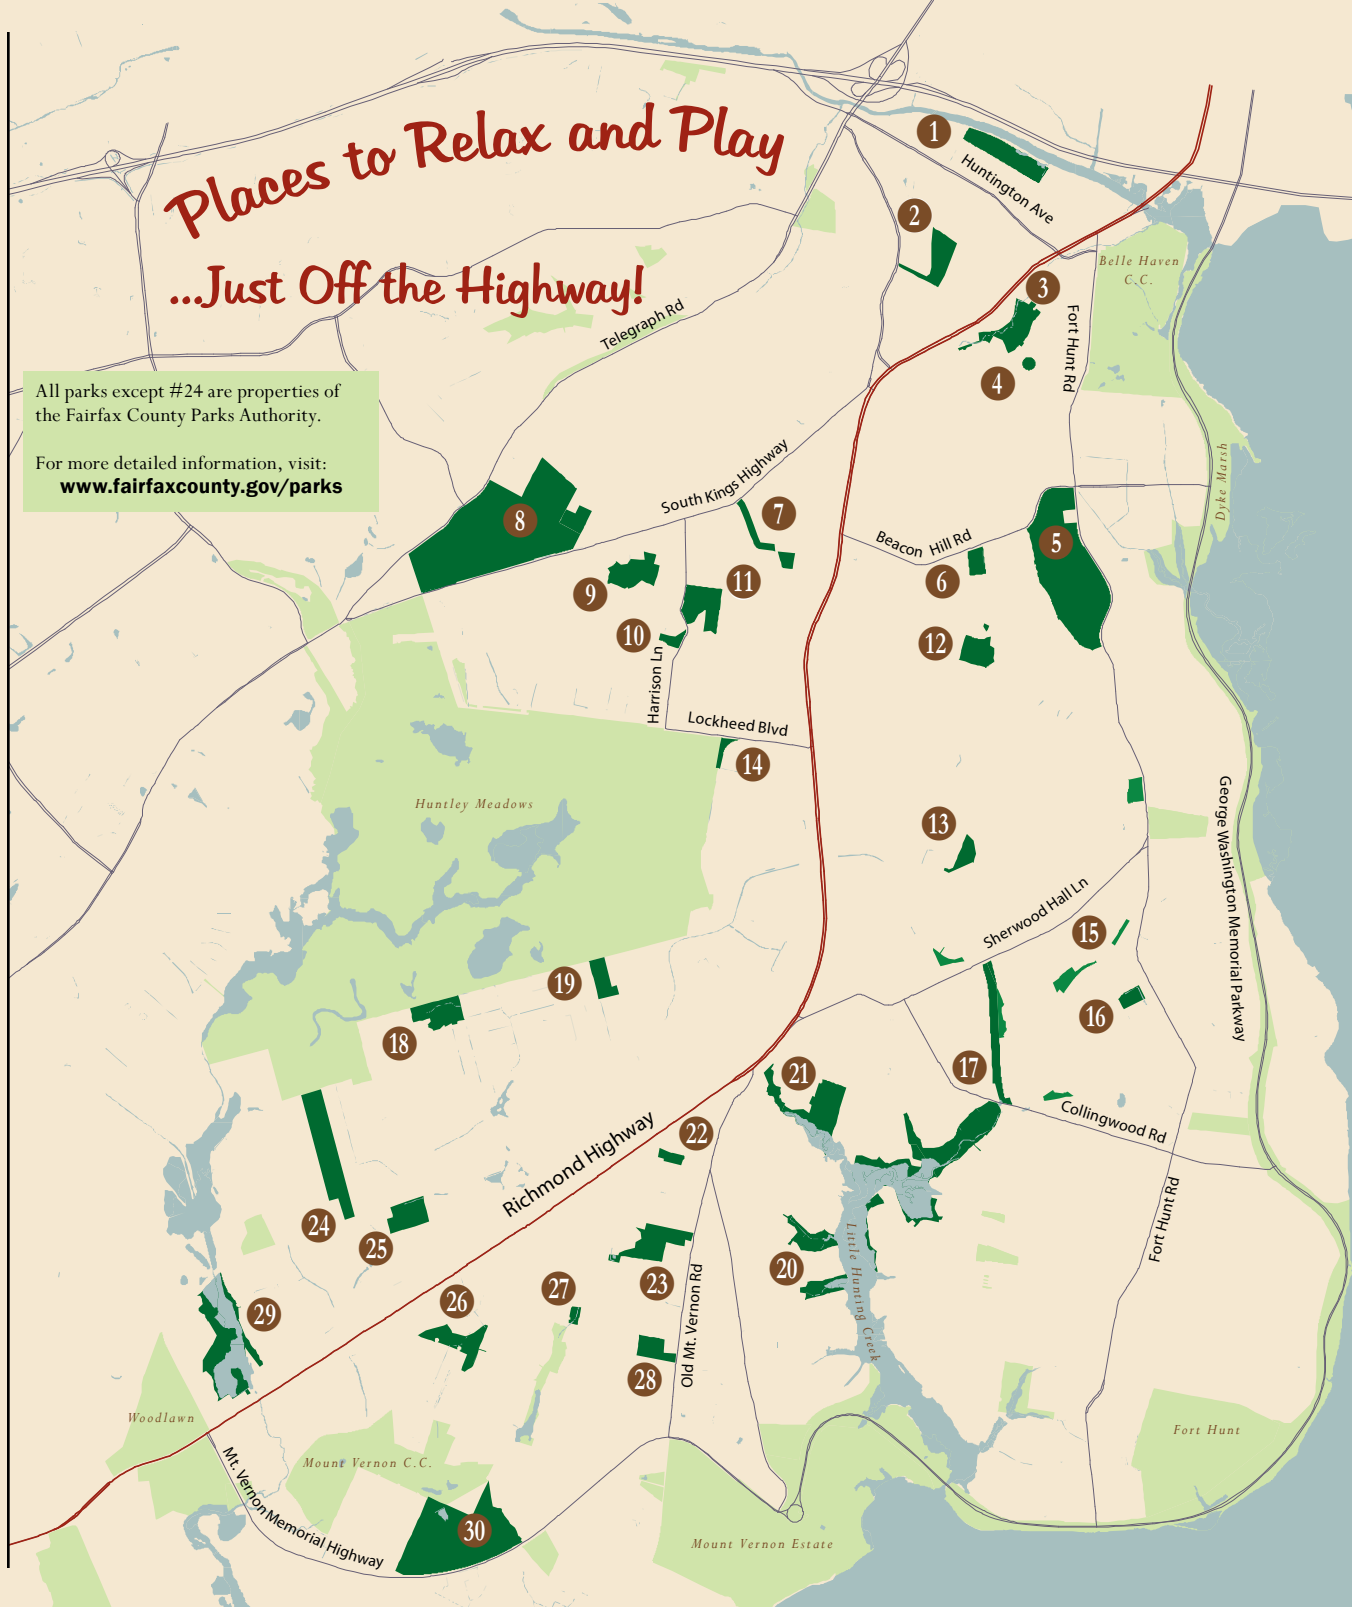 Places to Relax and Play
...Just Off the Highway!
All parks except #24 are properties of
the Fairfax County Parks Authority.
For more detailed information, visit:
www.fairfaxcounty.gov/parks
1
Huntington Ave
2
Belle Haven
C.C.
3
Telegraph Rd
Fort Hunt Rd
4
South Kings Highway
Dyke Marsh
7
8
Beacon Hill Rd
5
6
9
11
10
12
Harrison Ln
Lockheed Blvd
14
Huntley Meadows
13
George Washington Memorial Parkway
Sherwood Hall Ln
15
19
16
18
17
21
Collingwood Rd
22
Richmond Highway
24
25
Fort Hunt Rd
20
Little Hunting Creek
23
27
26
29
Old Mt. Vernon Rd
28
Woodlawn
Fort Hunt
Mount Vernon C.C.
Mt. Vernon Memorial Highway
30
Mount Vernon Estate